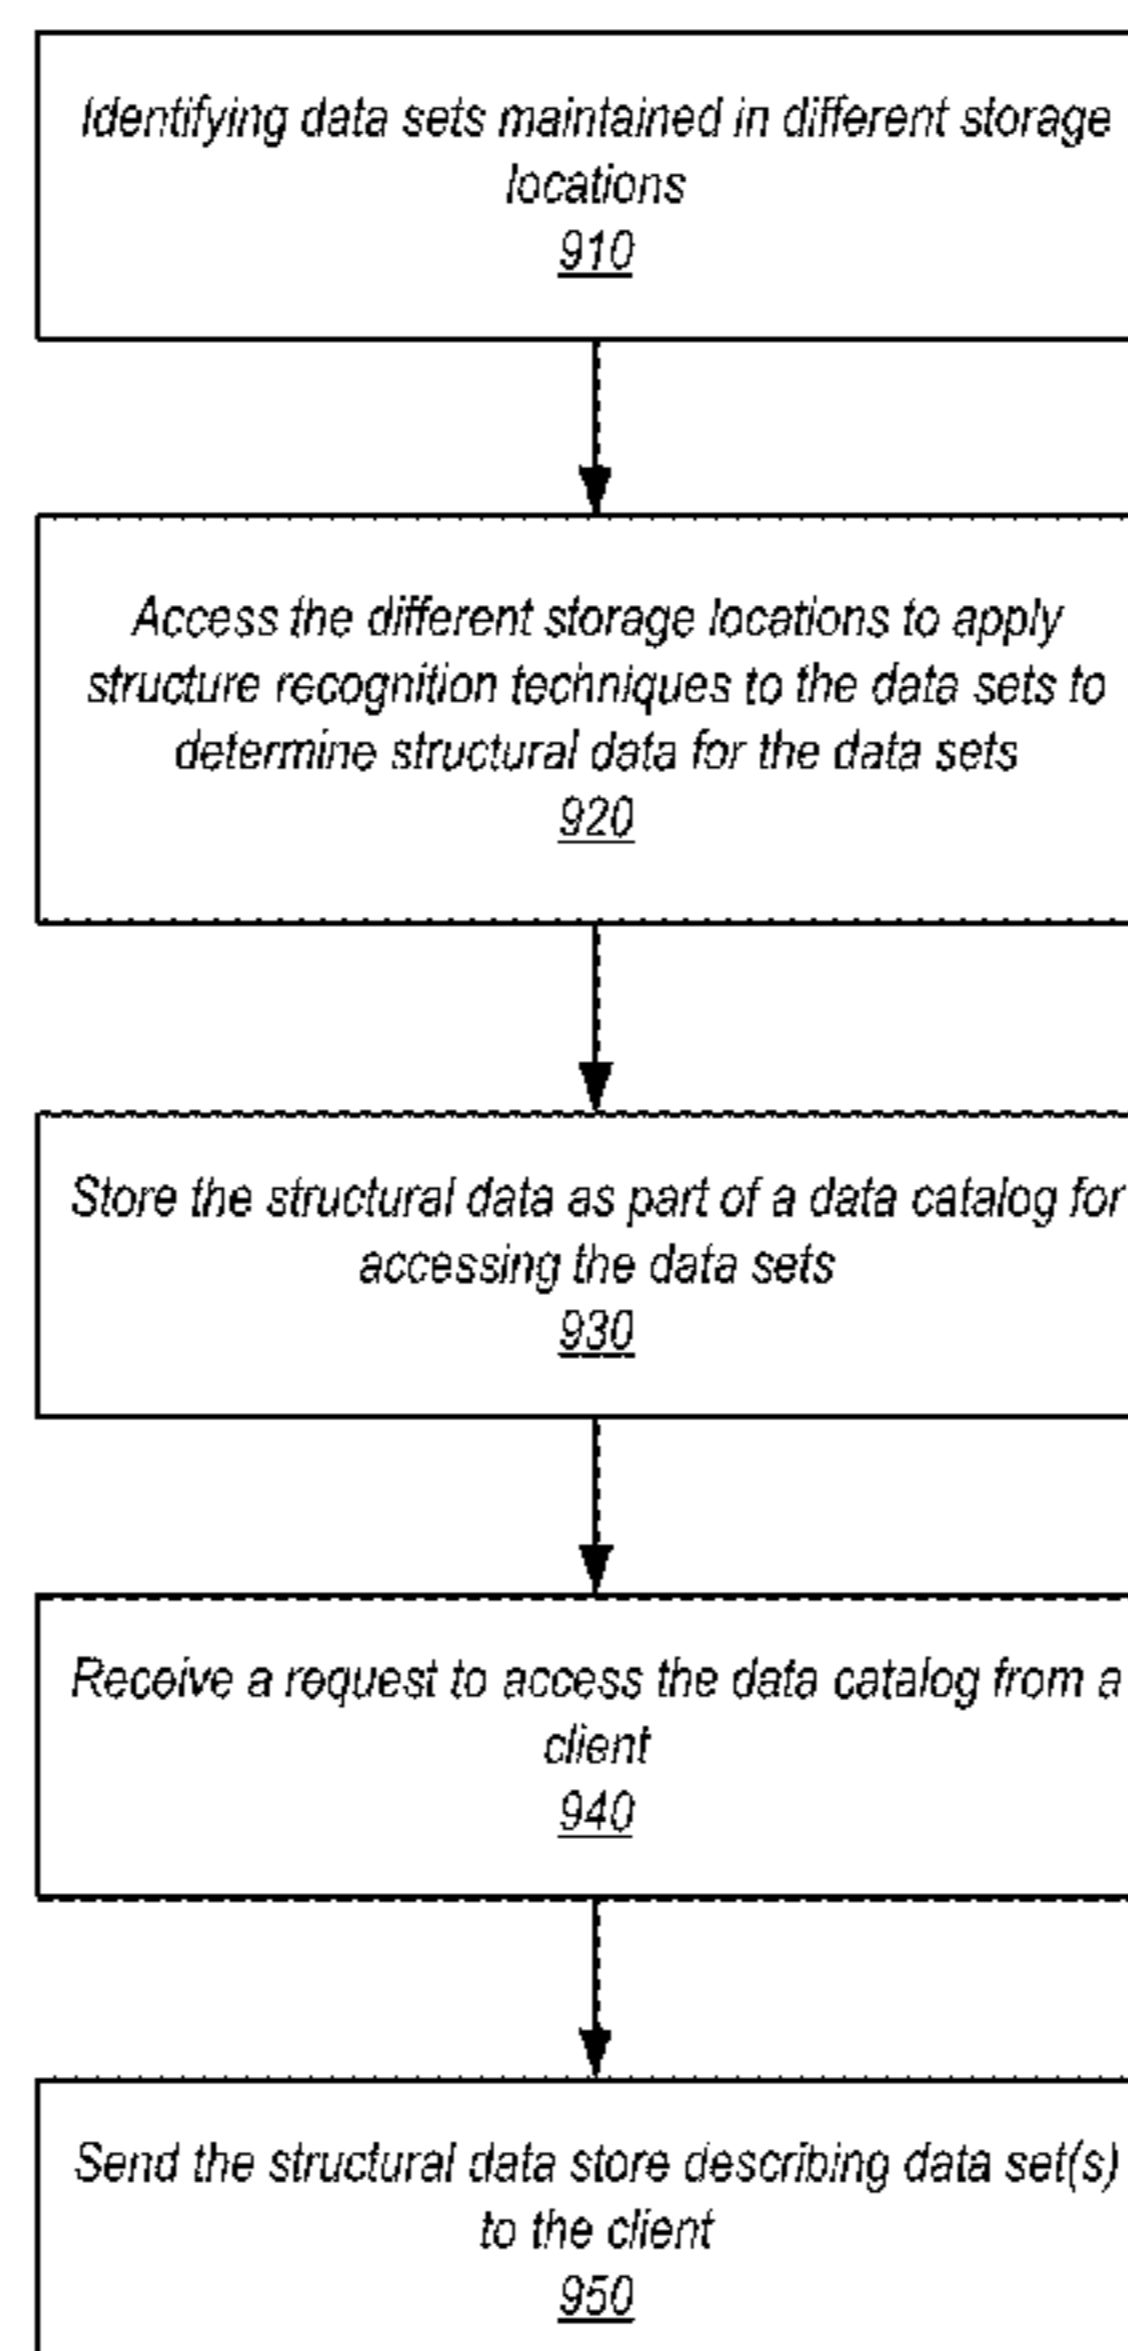 Identifying data sets maintained in different storage
locations
910
Access the different storage locations to apply
structure recognition techniques to the data sets to
determine structural data for the data sets
920
Store the structural data as part of a data catalog for
accessing the data sets
930
Receive a request to access the data catalog from a
client
940
Send the structural data store describing data set(s)
to the client
950